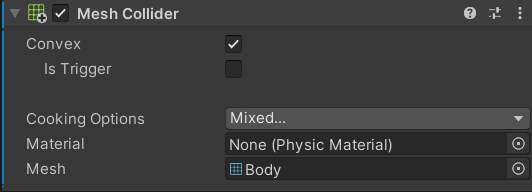 Mesh Collider
Convex
Is Trigger
Cooking Options Mixed...
Material None (Physic Material)
Mesh Body